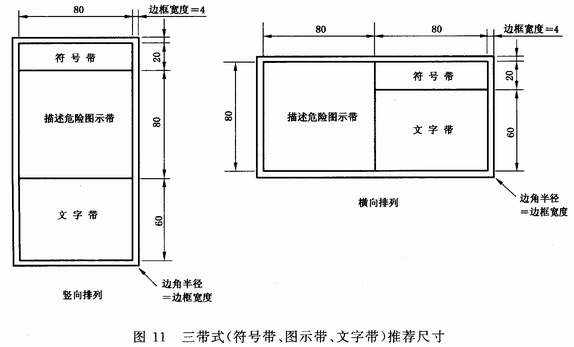 80
边框宽度=4
符号带
20
描述危险图示带
80
文字带
60
边角半径
=边框宽度
竖向排列
80
80
边框宽度=4
描述危险图示带
80
符号带
20
文字带
60
边角半径
=边框宽度
横向排列
图 11 三带式(符号带、图示带、文字带)推荐尺寸